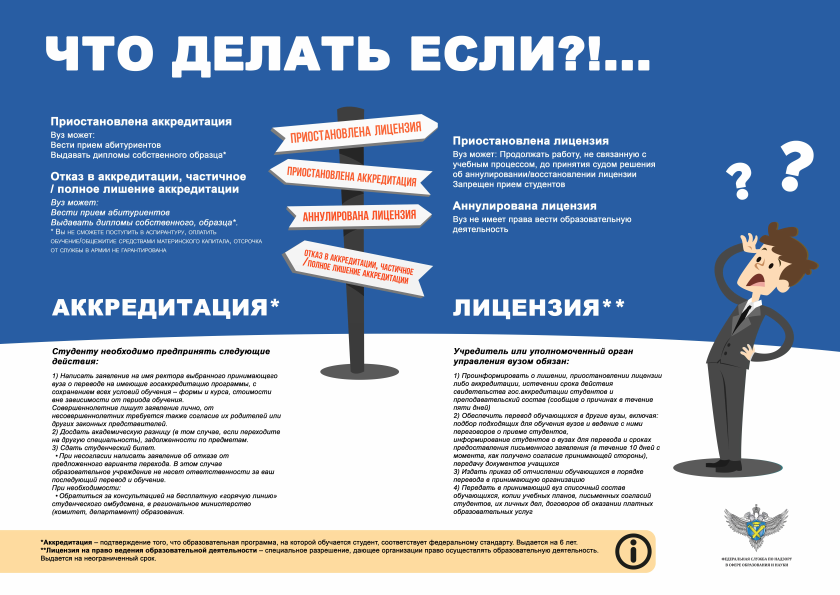 ЧТО ДЕЛАТЬ ЕСЛИ?!...
Приостановлена аккредитация
Вуз может:
Вести прием абитуриентов
Выдавать дипломы собственного образца*
Отказ в аккредитации, частичное
/ полное лишение аккредитации
Вуз может:
Вести прием абитуриентов
Выдавать дипломы собственного, образца*.
* Вы не сможете поступить в аспирантуру, оплатить
обучение/общежитие средствами материнского капитала, отсрочка
от службы в армии не гарантирована
ПРИОСТАНОВЛЕНА ЛИЦЕНЗИЯ
ПРИОСТАНОВЛЕНА АККРЕДИТАЦИЯ
АННУЛИРОВАНА ЛИЦЕНЗИЯ
ОТКАЗ В АККРЕДИТАЦИИ, ЧАСТИЧНОЕ
/ПОЛНОЕ ЛИШЕНИЕ АККРЕДИТАЦИИ
Приостановлена лицензия
Вуз может: Продолжать работу, не связанную с
учебным процессом, до принятия судом решения
об аннулировании/восстановлении лицензии
Запрещен прием студентов
Аннулирована лицензия
Вуз не имеет права вести образовательную
деятельность
? ?
АККРЕДИТАЦИЯ*
Студенту необходимо предпринять следующие
действия:
1) Написать заявление на имя ректора выбранного принимающего
вуза о переводе на имеющие госаккредитацию программы, с
сохранением всех условий обучения – формы и курса, стоимости
вне зависимости от периода обучения.
Совершеннолетние пишут заявление лично, от
несовершеннолетних требуется также согласие их родителей или
других законных представителей.
2) Досдать академическую разницу (в том случае, если переходите
на другую специальность), задолженности по предметам.
3) Сдать студенческий билет.
• При несогласии написать заявление об отказе от
предложенного варианта перехода. В этом случае
образовательное учреждение на несет ответственности за ваш
последующий перевод и обучение.
При необходимости:
• Обратиться за консультацией на бесплатную «горячую линию»
студенческого омбудсмена, в региональное министерство
(комитет, департамент) образования.
ЛИЦЕНЗИЯ**
Учредитель или уполномоченный орган
управления вузом обязан:
1) Проинформировать о лишении, приостановлении лицензии
либо аккредитации, истечении срока действия
свидетельства гос.аккредитации студентов и
преподавательский состав (сообщив о причинах в течение
пяти дней)
2) Обеспечить перевод обучающихся в другие вузы, включая:
подбор подходящих для обучения вузов и ведение с ними
переговоров о приеме студентов,
информирование студентов о вузах для перевода и сроках
предоставления письменного заявления (в течение 10 дней с
момента, как получено согласие принимающей стороны),
передачу документов учащихся
3) Издать приказ об отчислении обучающихся в порядке
перевода в принимающую организацию
4) Передать в принимающий вуз списочный состав
обучающихся, копии учебных планов, письменных согласий
студентов, их личных дел, договоров об оказании платных
образовательных услуг
*Аккредитация – подтверждение того, что образовательная программа, на которой обучается студент, соответствует федеральному стандарту. Выдается на 6 лет.
**Лицензия на право ведения образовательной деятельности – специальное разрешение, дающее организации право осуществлять образовательную деятельность.
Выдается на неограниченный срок.
i
ФЕДЕРАЛЬНАЯ СЛУЖБА ПО НАДЗОРУ
В СФЕРЕ ОБРАЗОВАНИЯ И НАУКИ